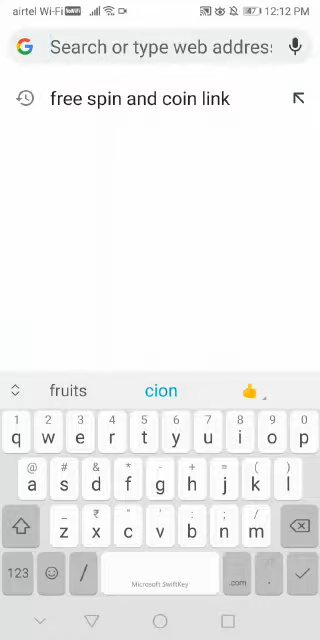 airtel Wi-Fi VoWiFi 47 12:12 PM
Search or type web address
free spin and coin link
fruits cion
1 2 3 4 5 6 7 8 9 0
q w e r t y u i o p
@ # & * - + = ( )
a s d f g h j k l
_ ₹ " ' : ; /
z x c v b n m
123 / Microsoft SwiftKey .com , .